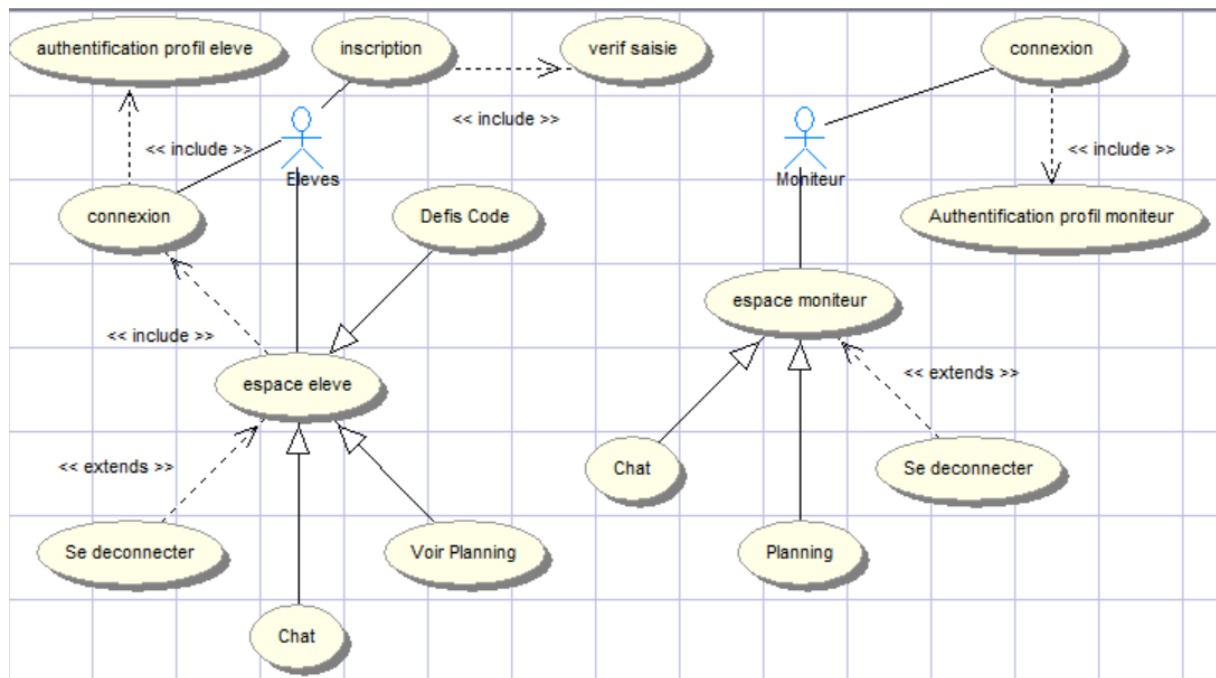 authentification profil eleve
inscription
verif saisie
connexion
<< include >>
<< include >>
<< include >>
Eleves
Moniteur
connexion
Defis Code
Authentification profil moniteur
espace moniteur
<< include >>
espace eleve
<< extends >>
<< extends >>
Chat
Se deconnecter
Se deconnecter
Voir Planning
Planning
Chat